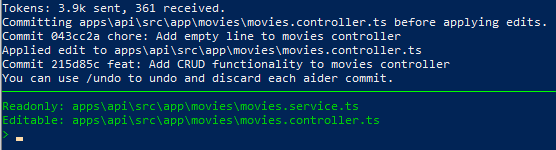 Tokens: 3.9k sent, 361 received.
Committing apps\api\src\app\movies\movies.controller.ts before applying edits.
Commit 043cc2a chore: Add empty line to movies controller
Applied edit to apps\api\src\app\movies\movies.controller.ts
Commit 215d85c feat: Add CRUD functionality to movies controller
You can use /undo to undo and discard each aider commit.
Readonly: apps\api\src\app\movies\movies.service.ts
Editable: apps\api\src\app\movies\movies.controller.ts
>